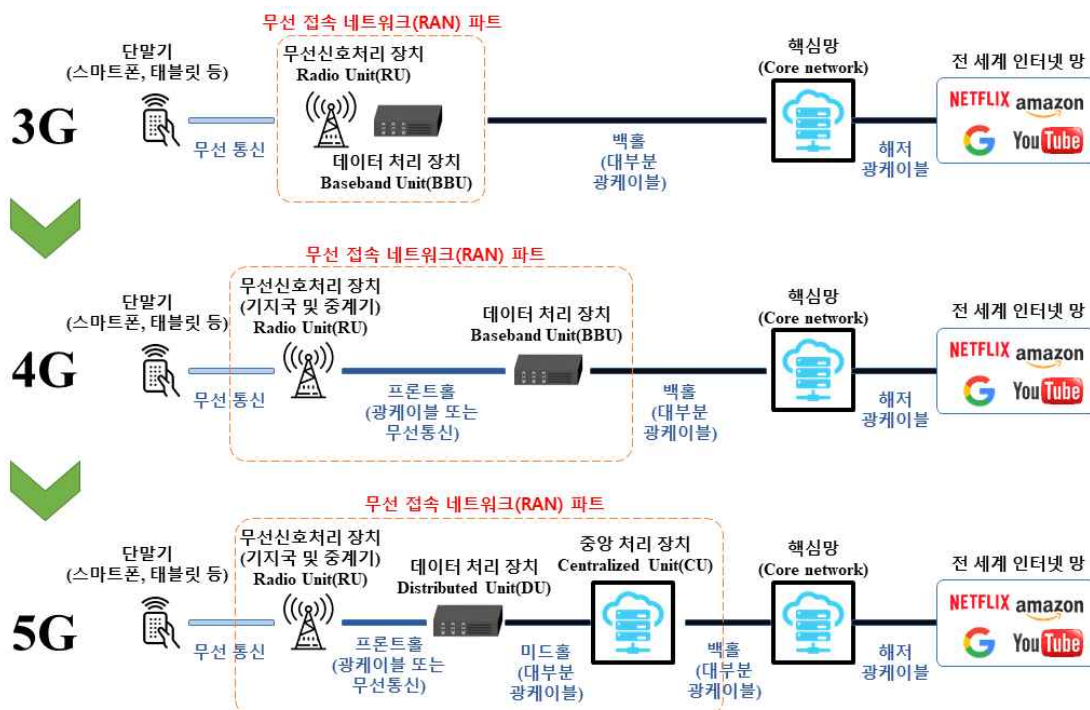 무선 접속 네트워크(RAN) 파트
단말기
(스마트폰, 태블릿 등)
무선신호처리 장치
Radio Unit(RU)
핵심망
(Core network)
전 세계 인터넷 망
3G
무선 통신
데이터 처리 장치
Baseband Unit(BBU)
백홀
(대부분
광케이블)
해저
광케이블
NETFLIX amazon
G YouTube
무선 접속 네트워크(RAN) 파트
단말기
(스마트폰, 태블릿 등)
무선신호처리 장치
(기지국 및 중계기)
Radio Unit(RU)
데이터 처리 장치
Baseband Unit(BBU)
핵심망
(Core network)
전 세계 인터넷 망
4G
무선 통신
프론트홀
(광케이블 또는
무선통신)
백홀
(대부분
광케이블)
해저
광케이블
NETFLIX amazon
G YouTube
무선 접속 네트워크(RAN) 파트
단말기
(스마트폰, 태블릿 등)
무선신호처리 장치
(기지국 및 중계기)
Radio Unit(RU)
데이터 처리 장치
Distributed Unit(DU)
중앙 처리 장치
Centralized Unit(CU)
핵심망
(Core network)
전 세계 인터넷 망
5G
무선 통신
프론트홀
(광케이블 또는
무선통신)
미드홀
(대부분
광케이블)
백홀
(대부분
광케이블)
해저
광케이블
NETFLIX amazon
G YouTube